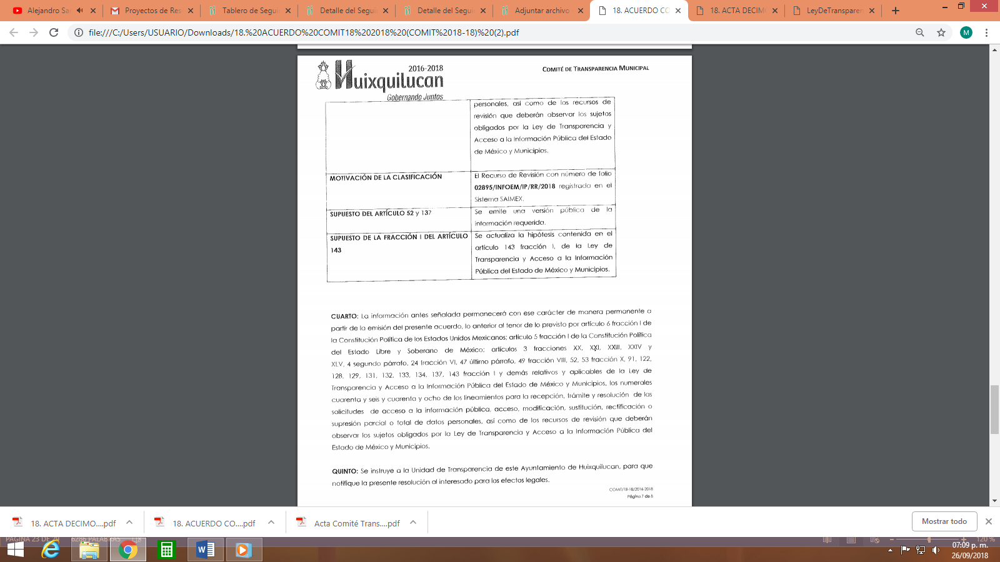 Alejandro Sa
Proyectos de Res
Tablero de Segui
Detalle del Segui
Detalle del Segui
Adjuntar archivo
18. ACUERDO CO
18. ACTA DECIM
LeyDeTransparen
file:///C:/Users/USUARIO/Downloads/18.%20ACUERDO%20COMIT18%202018%20(COMIT%2018-18)%20(2).pdf
M
2016-2018
Huixquilucan
Gobernando Juntos
COMITÉ DE TRANSPARENCIA MUNICIPAL
personales, así como de los recursos de
revisión que deberán observar los sujetos
obligados por la Ley de Transparencia y
Acceso a la Información Pública del Estado
de México y Municipios.
MOTIVACIÓN DE LA CLASIFICACIÓN
El Recurso de Revisión con número de folio
02895/INFOEM/IP/RR/2018 registrada en el
Sistema SAIMEX.
SUPUESTO DEL ARTÍCULO 52 y 137
Se emite una versión pública de la
información requerida.
SUPUESTO DE LA FRACCIÓN I DEL ARTÍCULO
143
Se actualiza la hipótesis contenida en el
artículo 143 fracción I, de la Ley de
Transparencia y Acceso a la Información
Pública del Estado de México y Municipios.
CUARTO: La información antes señalada permanecerá con ese carácter de manera permanente a
partir de la emisión del presente acuerdo, lo anterior al tenor de lo previsto por artículo 6 fracción I de
la Constitución Política de los Estados Unidos Mexicanos; artículo 5 fracción I de la Constitución Política
del Estado Libre y Soberano de México; artículos 3 fracciones XX, XXI, XXIII, XXIV y
XLV, 4 segundo párrafo, 24 fracción VI, 47 último párrafo, 49 fracción VIII, 52, 53 fracción X, 91, 122,
128, 129, 131, 132, 133, 134, 137, 143 fracción I y demás relativos y aplicables de la Ley de
Transparencia y Acceso a la Información Pública del Estado de México y Municipios, los numerales
cuarenta y seis y cuarenta y ocho de los lineamientos para la recepción, trámite y resolución de las
solicitudes de acceso a la información pública, acceso, modificación, sustitución, rectificación o
supresión parcial o total de datos personales, así como de los recursos de revisión que deberán
observar los sujetos obligados por la Ley de Transparencia y Acceso a la Información Pública del
Estado de México y Municipios.
QUINTO: Se instruye a la Unidad de Transparencia de este Ayuntamiento de Huixquilucan, para que
notifique la presente resolución al interesado para los efectos legales.
COMIT/18-18/2016-2018
Página 7 de 8
18. ACTA DECIMO....pdf
18. ACUERDO CO....pdf
Acta Comité Trans....pdf
Mostrar todo
PÁGINA 23 DE 29 6286 PALABRAS
120 %
07:09 p. m.
26/09/2018